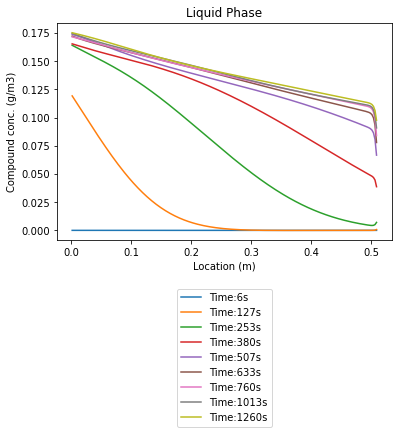 Liquid Phase
Compound conc. (g/m3)
0.175
0.150
0.125
0.100
0.075
0.050
0.025
0.000
0.0
0.1
0.2
0.3
0.4
0.5
Location (m)
Time:6s
Time:127s
Time:253s
Time:380s
Time:507s
Time:633s
Time:760s
Time:1013s
Time:1260s